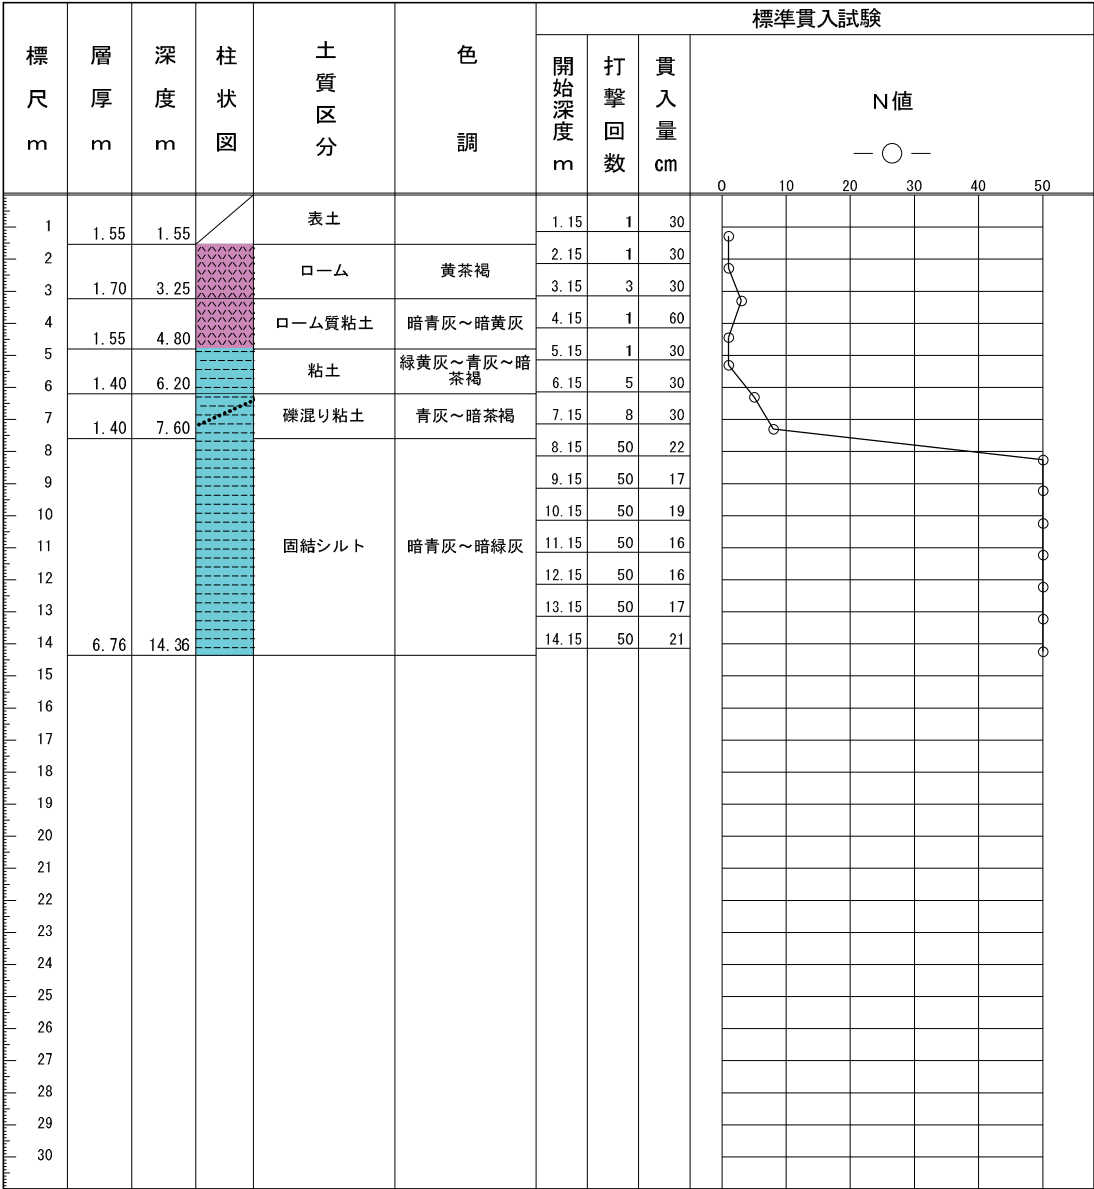 標尺 m
層厚 m
深度 m
柱状図
土質区分
色調
標準貫入試験
開始深度 m
打撃回数
貫入量 cm
N値
0 10 20 30 40 50
1.55 1.55 表土
1.70 3.25 ローム 黄茶褐
1.55 4.80 ローム質粘土 暗青灰~暗黄灰
1.40 6.20 粘土 緑黄灰~青灰~暗
茶褐
1.40 7.60 礫混り粘土 青灰~暗茶褐
6.76 14.36 固結シルト 暗青灰~暗緑灰
1.15 1 30
2.15 1 30
3.15 3 30
4.15 1 60
5.15 1 30
6.15 5 30
7.15 8 30
8.15 50 22
9.15 50 17
10.15 50 19
11.15 50 16
12.15 50 16
13.15 50 17
14.15 50 21
1
2
3
4
5
6
7
8
9
10
11
12
13
14
15
16
17
18
19
20
21
22
23
24
25
26
27
28
29
30